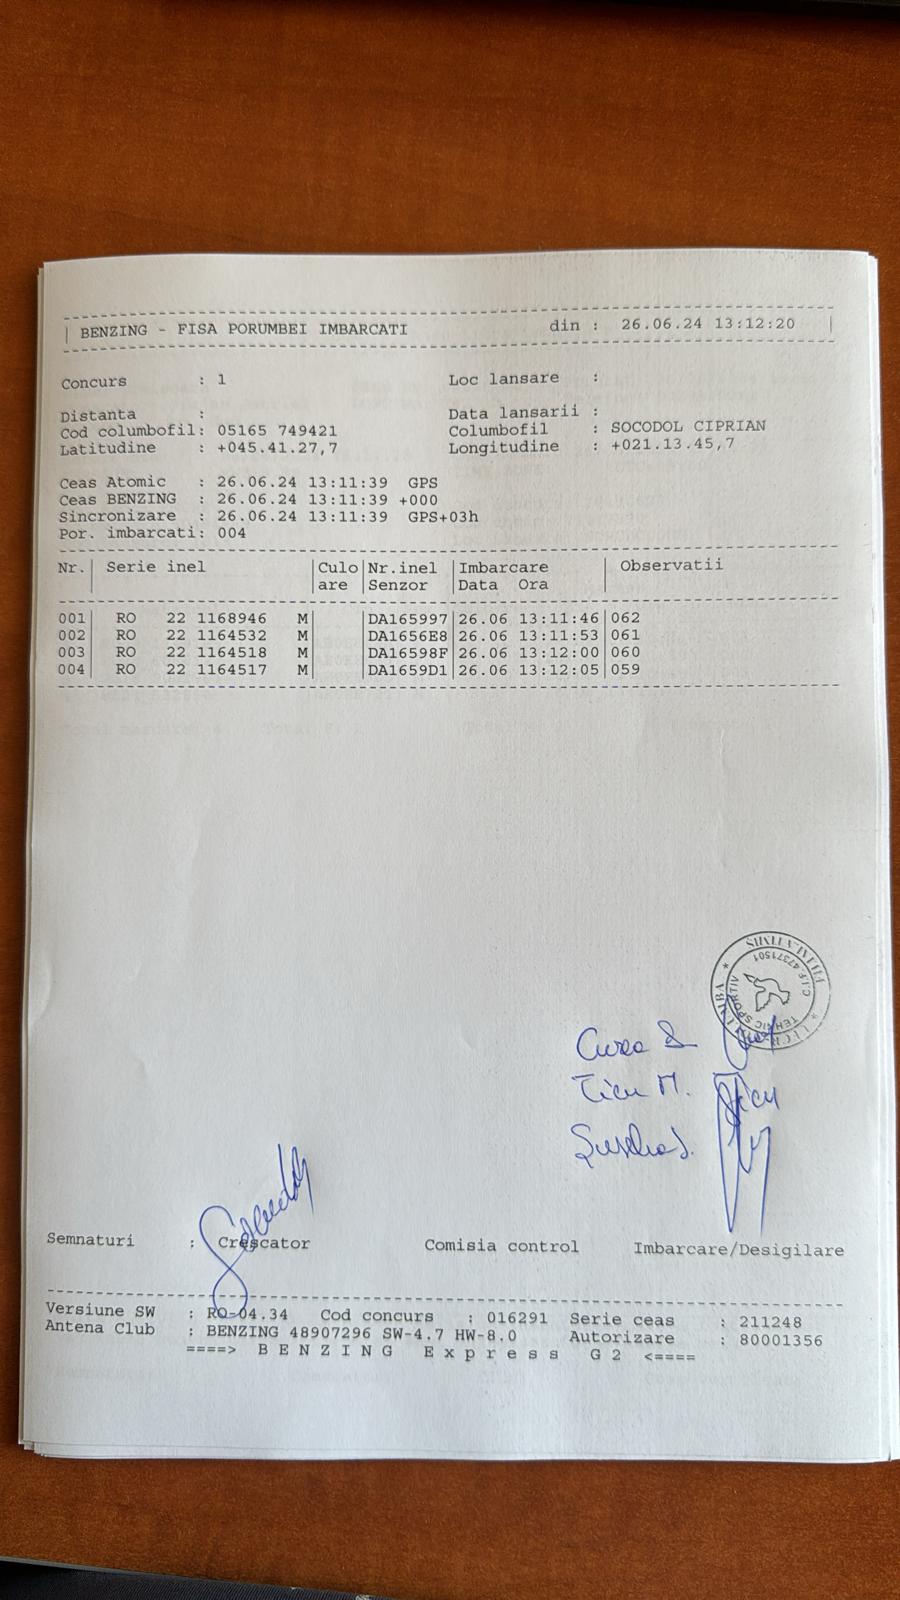 BENZING - FISA PORUMBEI IMBARCATI din : 26.06.24 13:12:20
Concurs : 1 Loc lansare :
Distanta : Data lansarii :
Cod columbofil: 05165 749421 Columbofil : SOCODOL CIPRIAN
Latitudine : +045.41.27,7 Longitudine : +021.13.45,7
Ceas Atomic : 26.06.24 13:11:39 GPS
Ceas BENZING : 26.06.24 13:11:39 +000
Sincronizare : 26.06.24 13:11:39 GPS+03h
Por. imbarcati: 004
Nr. Serie inel Culo Nr.inel Imbarcare Observatii
are Senzor Data Ora
001 RO 22 1168946 M DA165997 26.06 13:11:46 062
002 RO 22 1164532 M DA1656E8 26.06 13:11:53 061
003 RO 22 1164518 M DA16598F 26.06 13:12:00 060
004 RO 22 1164517 M DA1659D1 26.06 13:12:05 059
C.I.F. 47371501
Ticu M. Ticu
Semnaturi : Crescator Comisia control Imbarcare/Desigilare
Versiune SW : RO-04.34 Cod concurs : 016291 Serie ceas : 211248
Antena Club : BENZING 48907296 SW-4.7 HW-8.0 Autorizare : 80001356
====> B E N Z I N G E x p r e s s G 2 <====